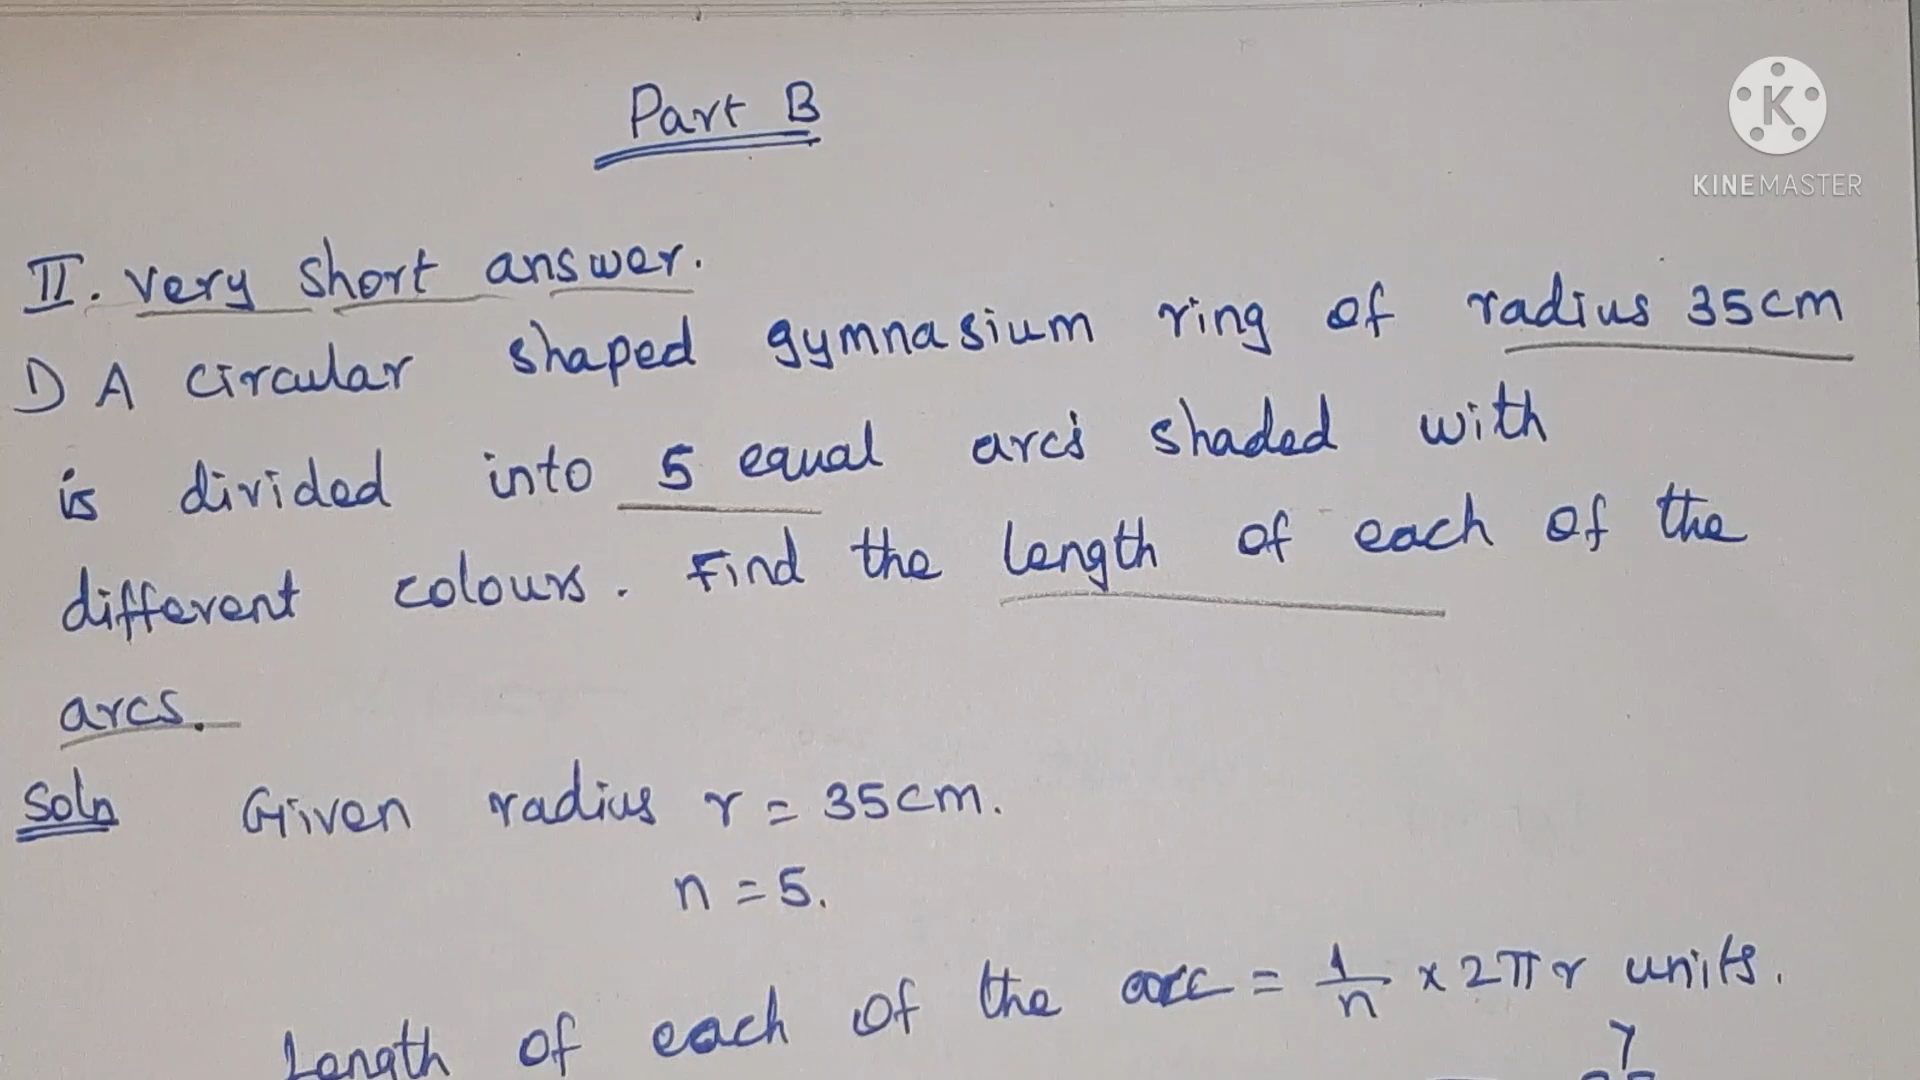 Part B
K
KINEMASTER
II. Very short answer.
1) A circular shaped gymnasium ring of radius 35cm
is divided into 5 equal arcs shaded with
different colours. Find the length of each of the
arcs.
Soln Given radius r = 35cm.
n = 5.
Length of each of the arc = 1/n × 2πr units.
7